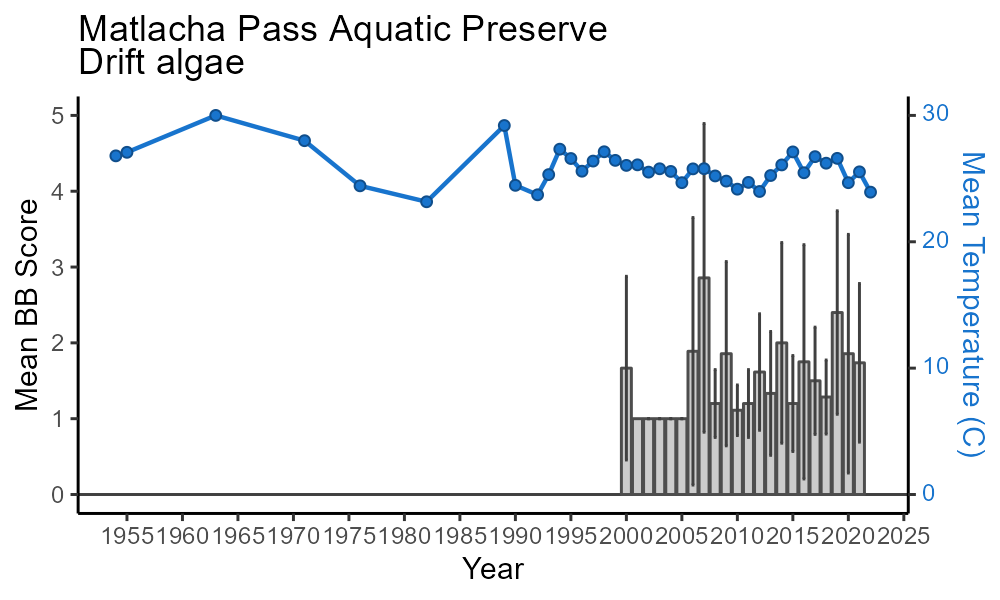 Matlacha Pass Aquatic Preserve
Drift algae
5
4
3
2
1
0
Mean BB Score
30
20
10
0
Mean Temperature (C)
1955 1960 1965 1970 1975 1980 1985 1990 1995 2000 2005 2010 2015 2020 2025
Year